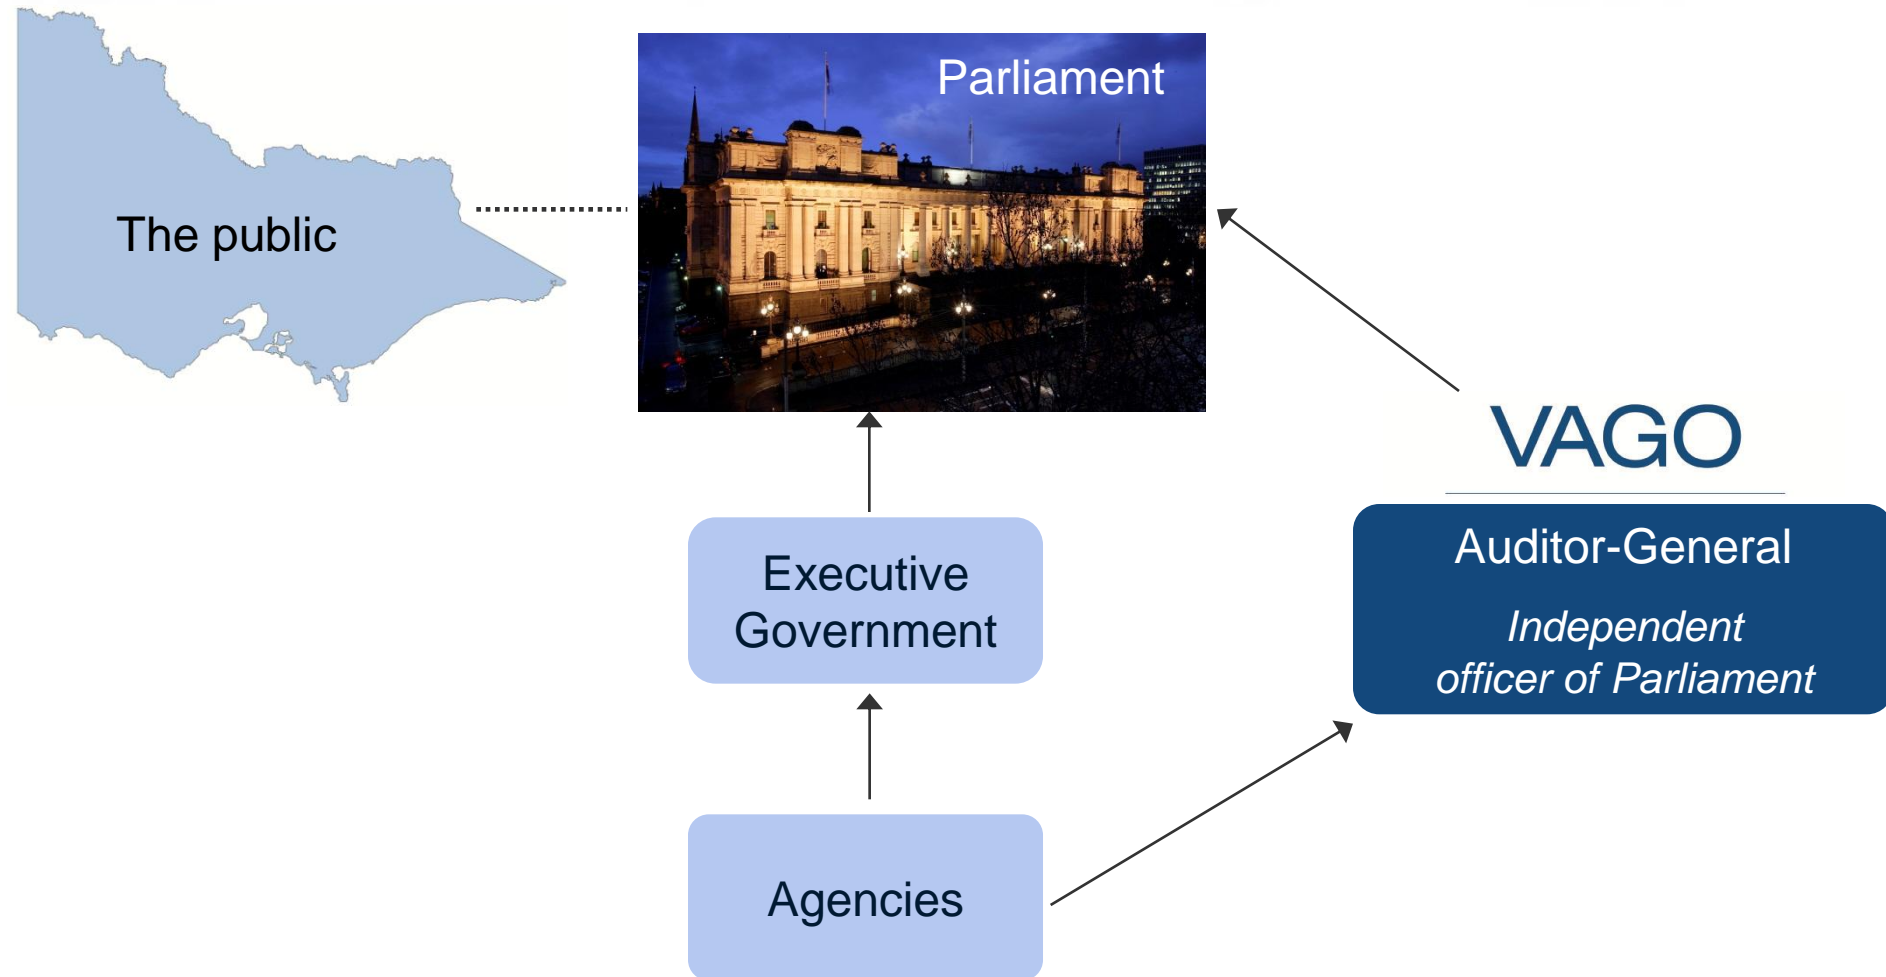 Parliament
The public
VAGO
Executive
Government
Auditor-General
Independent
officer of Parliament
Agencies